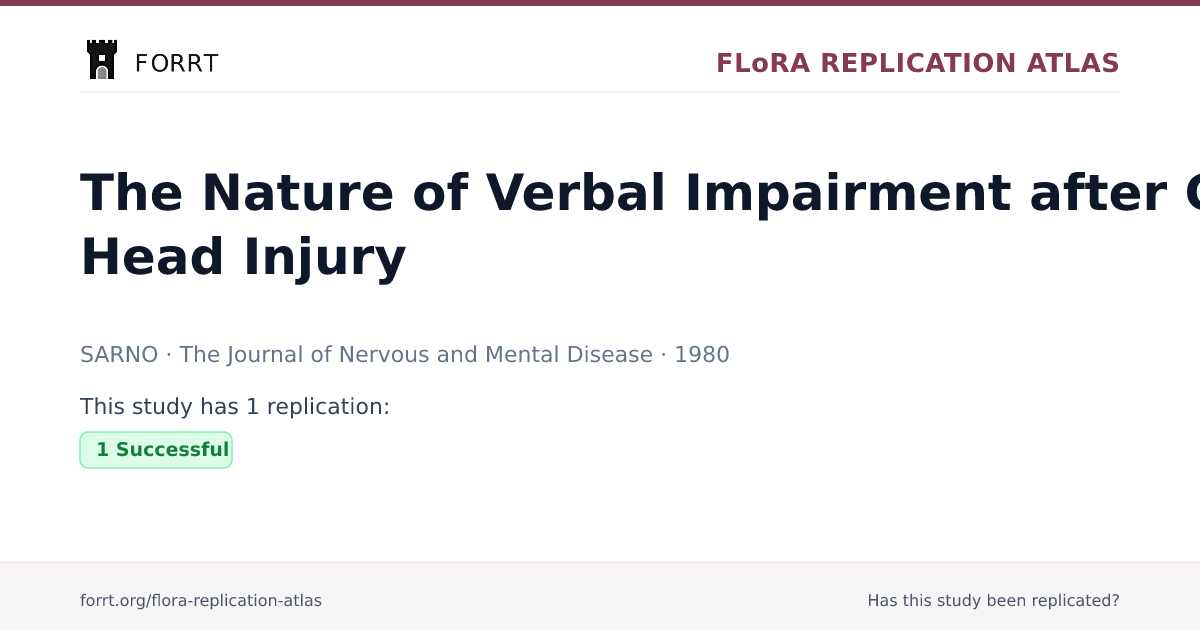 FORRT
FLoRA REPLICATION ATLAS
The Nature of Verbal Impairment after
Head Injury
SARNO · The Journal of Nervous and Mental Disease · 1980
This study has 1 replication:
1 Successful
forrt.org/flora-replication-atlas
Has this study been replicated?